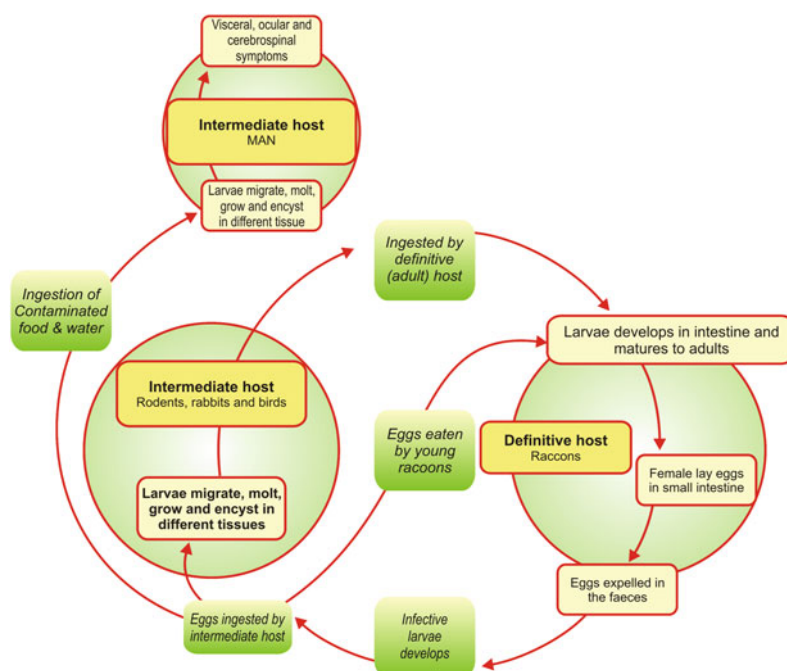 Visceral, ocular and
cerebrospinal
symptoms
Intermediate host
MAN
Larvae migrate, molt,
grow and encyst
in different tissue
Ingestion of
Contaminated
food & water
Ingested by
definitive
(adult) host
Larvae develops in intestine and
matures to adults
Intermediate host
Rodents, rabbits and birds
Larvae migrate, molt,
grow and encyst in
different tissues
Eggs eaten
by young
racoons
Definitive host
Raccons
Female lay eggs
in small intestine
Eggs expelled in
the faeces
Infective
larvae
develops
Eggs ingested by
intermediate host